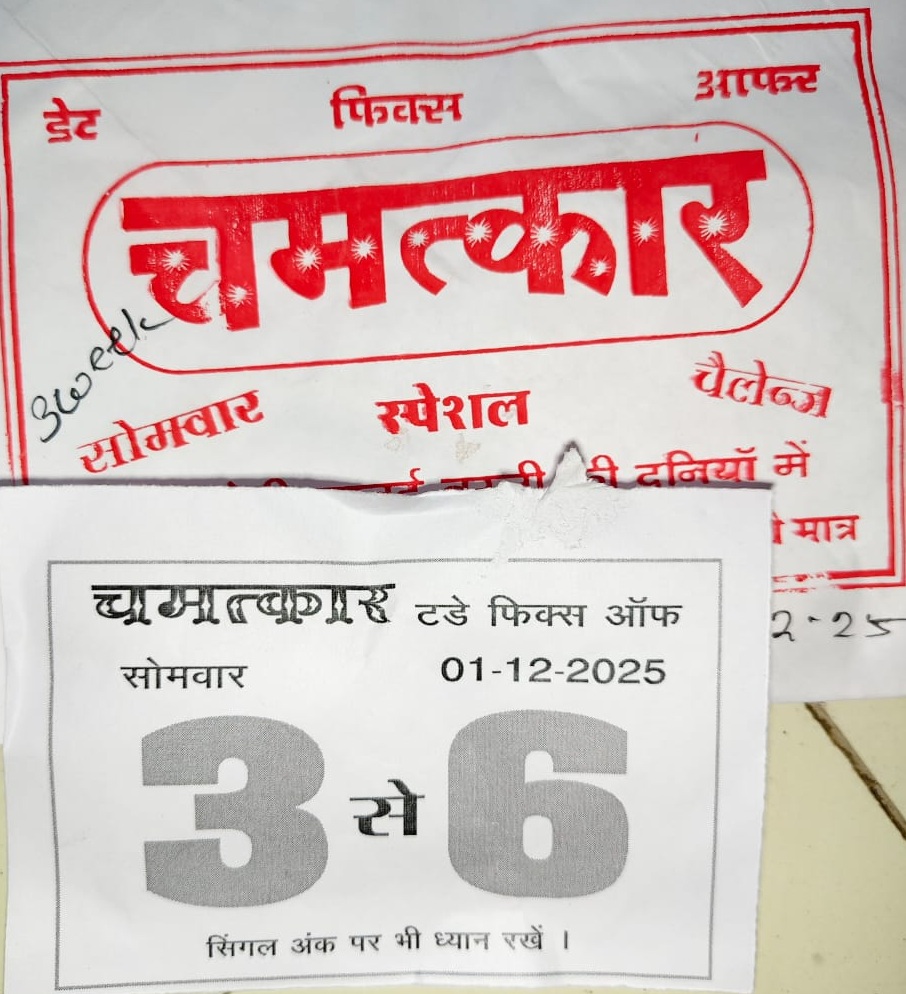 डेट फिक्स आफर
चमत्कार
3week
सोमवार स्पेशल चैलेन्ज
दुनियाँ में
मात्र
2-25
चमत्कार टडे फिक्स ऑफ
सोमवार 01-12-2025
3 से 6
सिंगल अंक पर भी ध्यान रखें ।